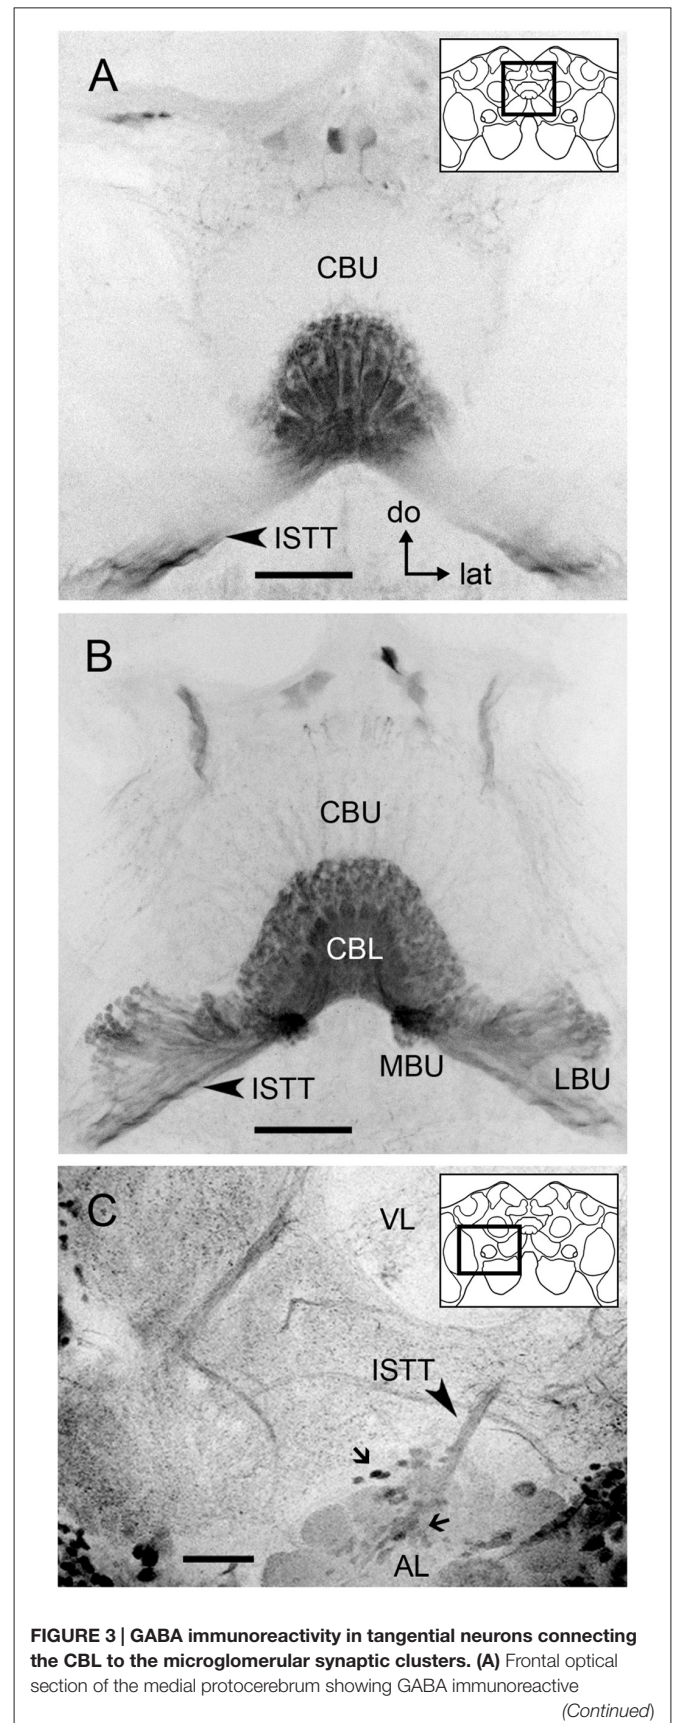 A
CBU
ISTT
do
lat
B
CBU
CBL
MBU
LBU
ISTT
C
VL
ISTT
AL
FIGURE 3 | GABA immunoreactivity in tangential neurons connecting
the CBL to the microglomerular synaptic clusters. (A) Frontal optical
section of the medial protocerebrum showing GABA immunoreactive
(Continued)